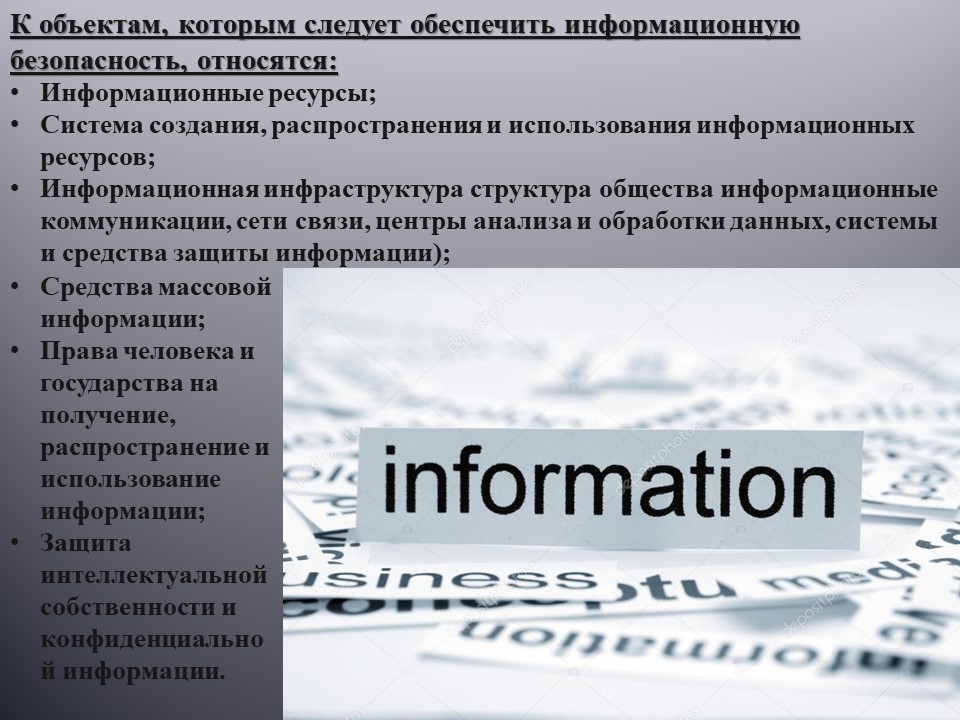 К объектам, которым следует обеспечить информационную
безопасность, относятся:
• Информационные ресурсы;
• Система создания, распространения и использования информационных
ресурсов;
• Информационная инфраструктура структура общества информационные
коммуникации, сети связи, центры анализа и обработки данных, системы
и средства защиты информации);
• Средства массовой
информации;
• Права человека и
государства на
получение,
распространение и
использование
информации;
• Защита
интеллектуальной
собственности и
конфиденциально
й информации.
information
usiness
medi
information
depositphotos